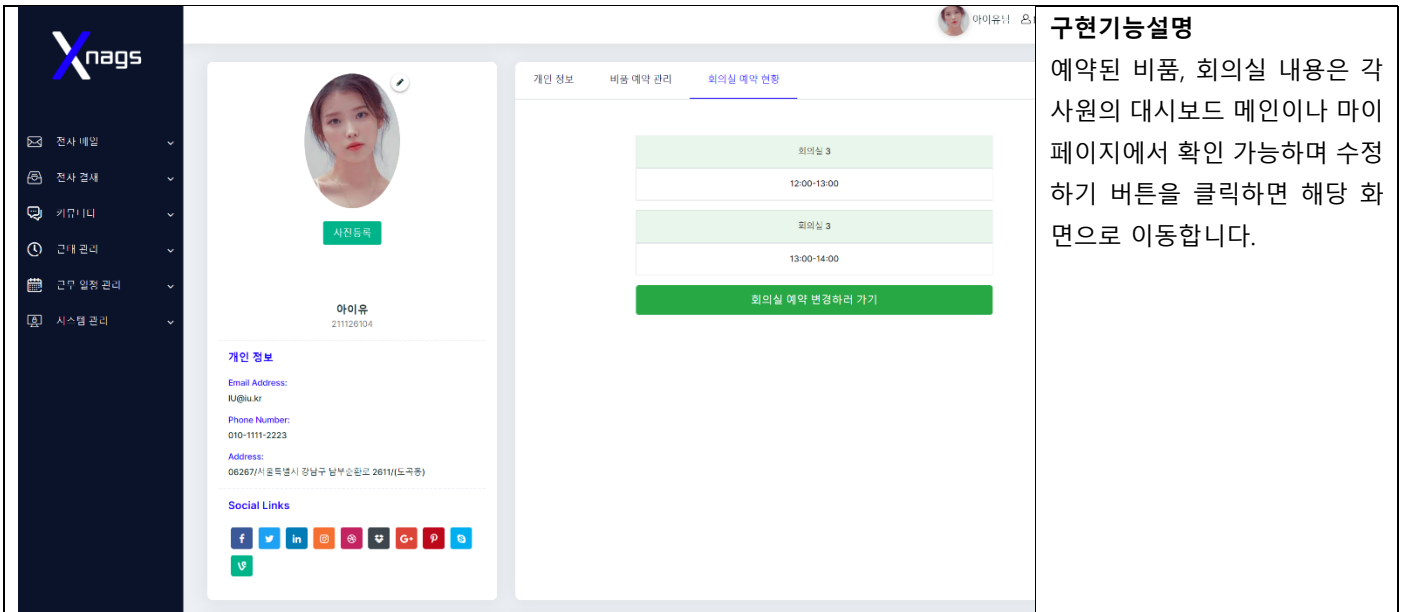 Xnags
아이유님
전자 메일
전자 결재
커뮤니티
근태 관리
근무 일정 관리
시스템 관리
사진등록
아이유
211126104
개인 정보
Email Address:
IU@iu.kr
Phone Number:
010-1111-2223
Address:
06267/서울특별시 강남구 남부순환로 2611/(도곡동)
Social Links
개인 정보 비품 예약 관리 회의실 예약 현황
회의실 3
12:00-13:00
회의실 3
13:00-14:00
회의실 예약 변경하러 가기
구현기능설명
예약된 비품, 회의실 내용은 각
사원의 대시보드 메인이나 마이
페이지에서 확인 가능하며 수정
하기 버튼을 클릭하면 해당 화
면으로 이동합니다.